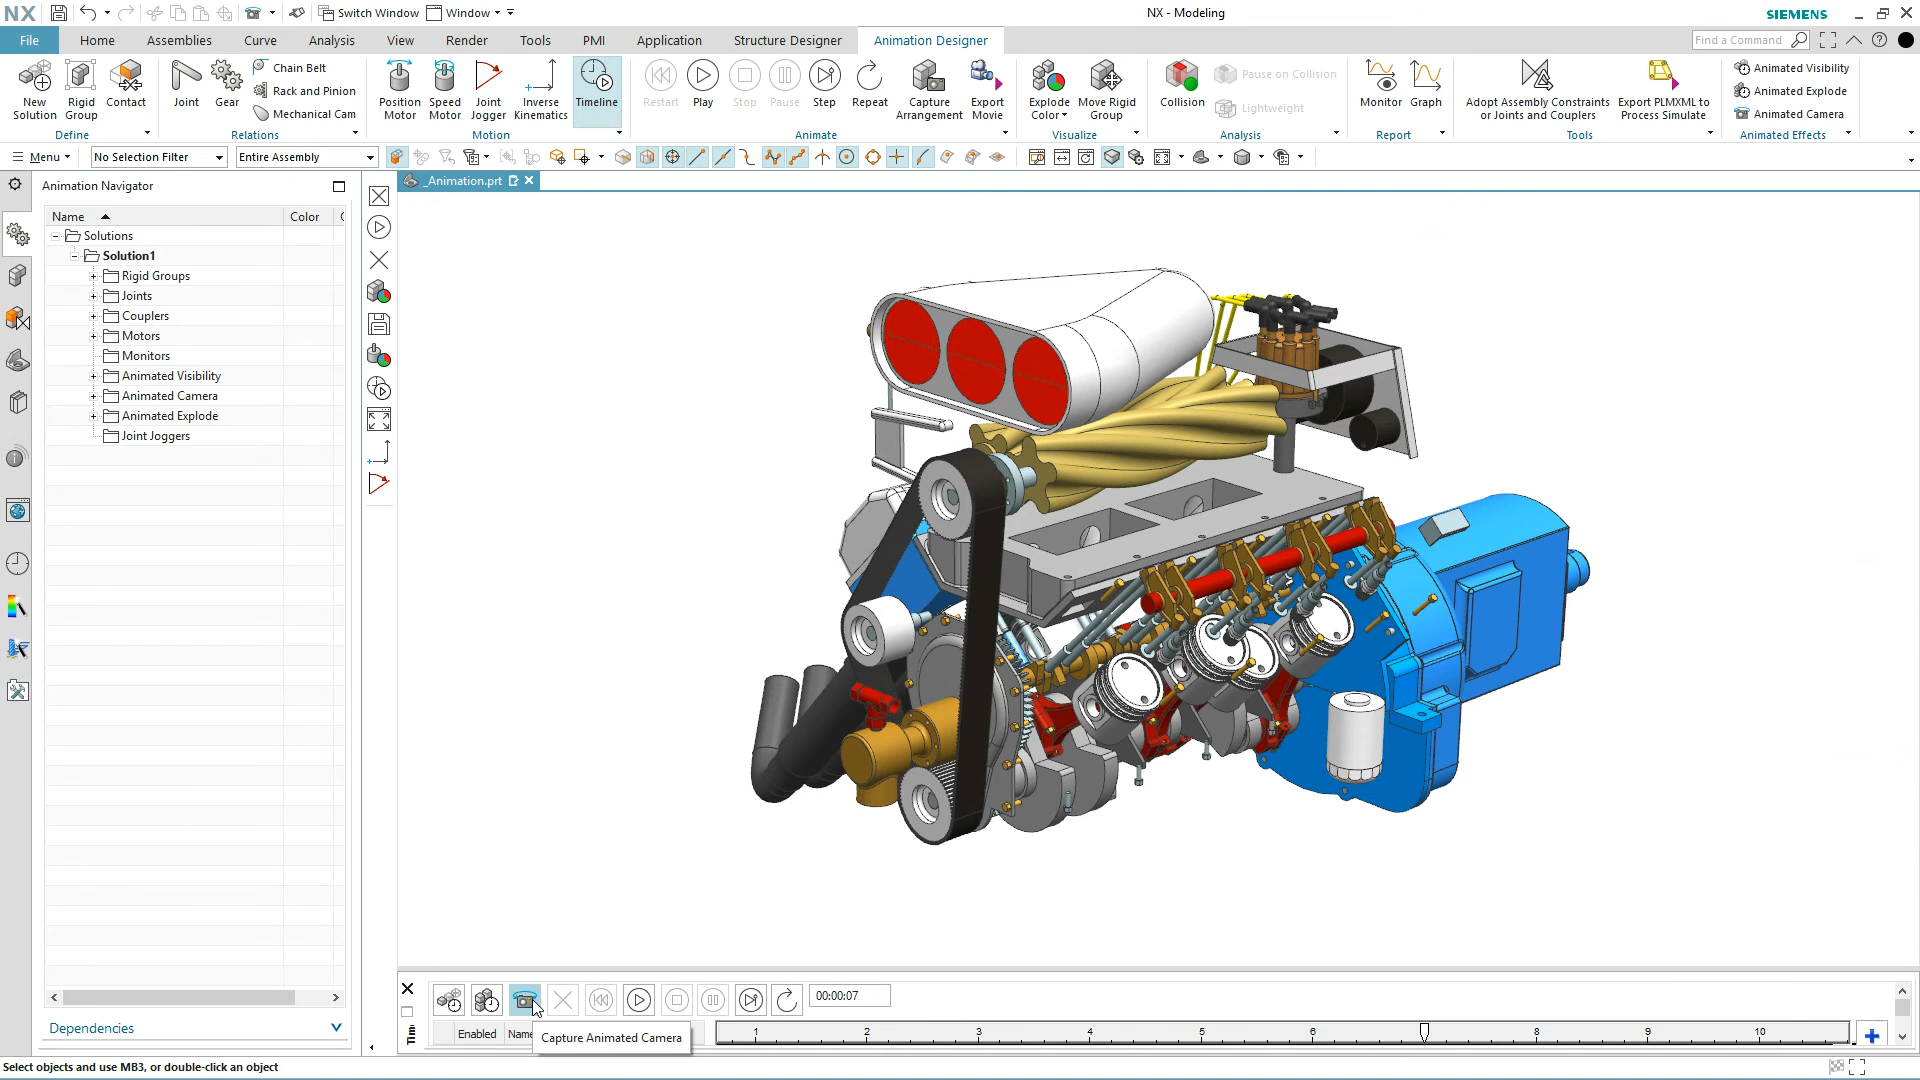 NX
Switch Window
Window
NX - Modeling
SIEMENS
File
Home
Assemblies
Curve
Analysis
View
Render
Tools
PMI
Application
Structure Designer
Animation Designer
Find a Command
New Solution
Rigid Group
Contact
Define
Joint
Gear
Chain Belt
Rack and Pinion
Mechanical Cam
Relations
Position Motor
Speed Motor
Joint Jogger
Inverse Kinematics
Timeline
Motion
Restart
Play
Stop
Pause
Step
Repeat
Capture Arrangement
Export Movie
Animate
Explode Color
Move Rigid Group
Visualize
Collision
Pause on Collision
Lightweight
Analysis
Monitor
Graph
Report
Adopt Assembly Constraints or Joints and Couplers
Export PLMXML to Process Simulate
Tools
Animated Visibility
Animated Explode
Animated Camera
Animated Effects
Menu
No Selection Filter
Entire Assembly
Animation Navigator
_Animation.prt
Name
Color
Solutions
Solution1
Rigid Groups
Joints
Couplers
Motors
Monitors
Animated Visibility
Animated Camera
Animated Explode
Joint Joggers
Dependencies
00:00:07
Tim
Enabled
Name
Capture Animated Camera
1 2 3 4 5 6 8 9 10
Select objects and use MB3, or double-click an object